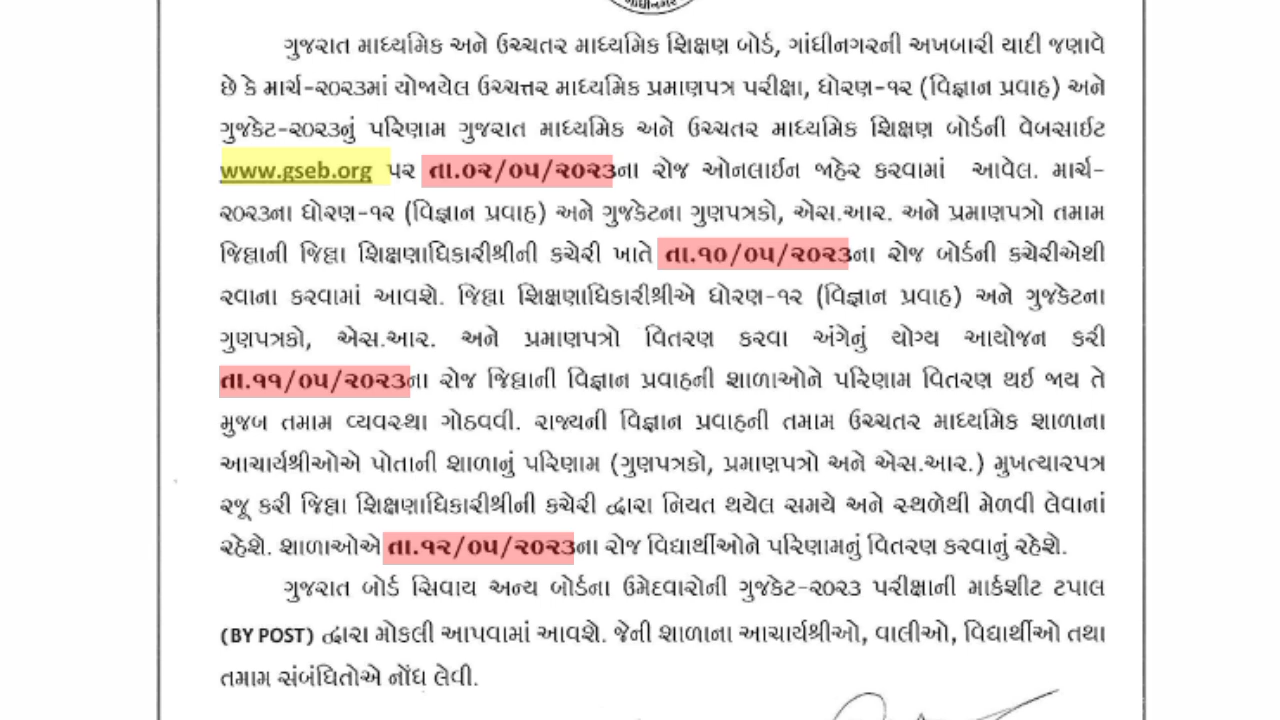 ગાંધીનગર
ગુજરાત માધ્યમિક અને ઉચ્ચતર માધ્યમિક શિક્ષણ બોર્ડ, ગાંધીનગરની અખબારી યાદી જણાવે
છે કે માર્ચ-૨૦૨૩માં યોજાયેલ ઉચ્ચત્તર માધ્યમિક પ્રમાણપત્ર પરીક્ષા, ધોરણ-૧૨ (વિજ્ઞાન પ્રવાહ) અને
ગુજકેટ-૨૦૨૩નું પરિણામ ગુજરાત માધ્યમિક અને ઉચ્ચતર માધ્યમિક શિક્ષણ બોર્ડની વેબસાઈટ
www.gseb.org પર તા.૦૨/૦૫/૨૦૨૩ના રોજ ઓનલાઈન જાહેર કરવામાં આવેલ. માર્ચ-
૨૦૨૩ના ધોરણ-૧૨ (વિજ્ઞાન પ્રવાહ) અને ગુજકેટના ગુણપત્રકો, એસ.આર. અને પ્રમાણપત્રો તમામ
જિલ્લાની જિલ્લા શિક્ષણાધિકારીશ્રીની કચેરી ખાતે તા.૧૦/૦૫/૨૦૨૩ના રોજ બોર્ડની કચેરીએથી
રવાના કરવામાં આવશે. જિલ્લા શિક્ષણાધિકારીશ્રીએ ધોરણ-૧૨ (વિજ્ઞાન પ્રવાહ) અને ગુજકેટના
ગુણપત્રકો, એસ.આર. અને પ્રમાણપત્રો વિતરણ કરવા અંગેનું યોગ્ય આયોજન કરી
તા.૧૧/૦૫/૨૦૨૩ના રોજ જિલ્લાની વિજ્ઞાન પ્રવાહની શાળાઓને પરિણામ વિતરણ થઈ જાય તે
મુજબ તમામ વ્યવસ્થા ગોઠવવી. રાજ્યની વિજ્ઞાન પ્રવાહની તમામ ઉચ્ચતર માધ્યમિક શાળાના
આચાર્યશ્રીઓએ પોતાની શાળાનું પરિણામ (ગુણપત્રકો, પ્રમાણપત્રો અને એસ.આર.) મુખત્યારપત્ર
રજૂ કરી જિલ્લા શિક્ષણાધિકારીશ્રીની કચેરી દ્વારા નિયત થયેલ સમયે અને સ્થળેથી મેળવી લેવાનાં
રહેશે. શાળાઓએ તા.૧૨/૦૫/૨૦૨૩ના રોજ વિદ્યાર્થીઓને પરિણામનું વિતરણ કરવાનું રહેશે.
ગુજરાત બોર્ડ સિવાય અન્ય બોર્ડના ઉમેદવારોની ગુજકેટ-૨૦૨૩ પરીક્ષાની માર્કશીટ ટપાલ
(BY POST) દ્વારા મોકલી આપવામાં આવશે. જેની શાળાના આચાર્યશ્રીઓ, વાલીઓ, વિદ્યાર્થીઓ તથા
તમામ સંબંધિતોએ નોંધ લેવી.